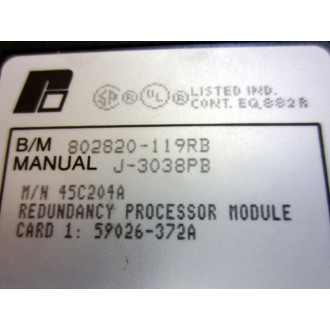 LISTED IND.
CONT. EQ. 882R
B/M 802820-119RB
MANUAL J-3038PB
M/N 45C204A
REDUNDANCY PROCESSOR MODULE
CARD 1: 59026-372A